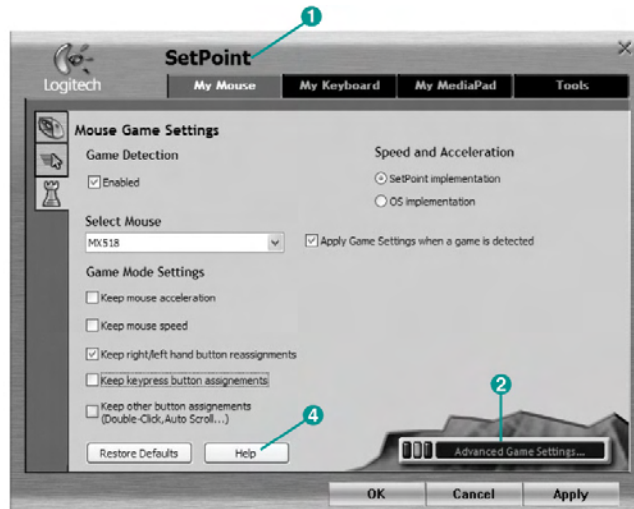 1
SetPoint
Logitech
My Mouse
My Keyboard
My MediaPad
Tools
Mouse Game Settings
Game Detection
Enabled
Speed and Acceleration
SetPoint implementation
OS implementation
Select Mouse
MX518
Apply Game Settings when a game is detected
Game Mode Settings
Keep mouse acceleration
Keep mouse speed
Keep right/left hand button reassignments
Keep keypress button assignements
Keep other button assignements
(Double-Click,Auto Scroll...)
4
2
Restore Defaults
Help
Advanced Game Settings...
OK
Cancel
Apply